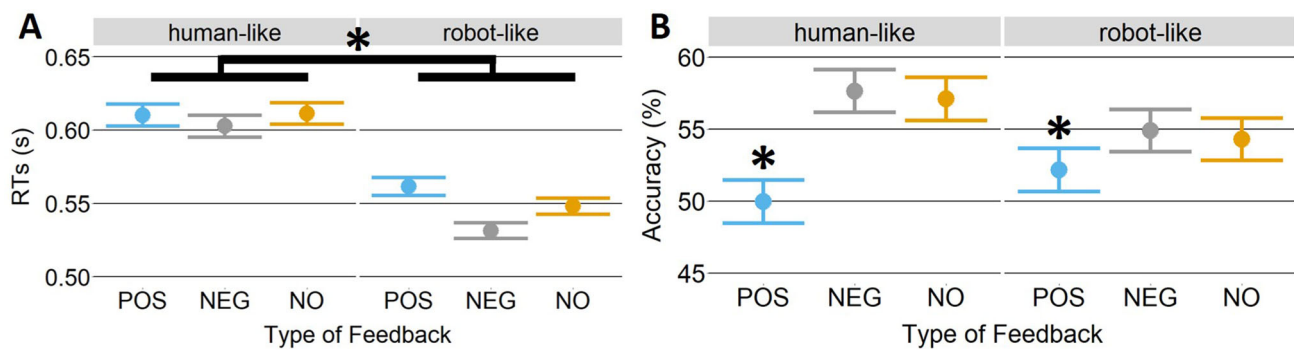 A
human-like
*
robot-like
RTs (s)
0.65
0.60
0.55
0.50
POS
NEG
NO
POS
NEG
NO
Type of Feedback
B
human-like
robot-like
Accuracy (%)
60
55
50
45
*
*
POS
NEG
NO
POS
NEG
NO
Type of Feedback